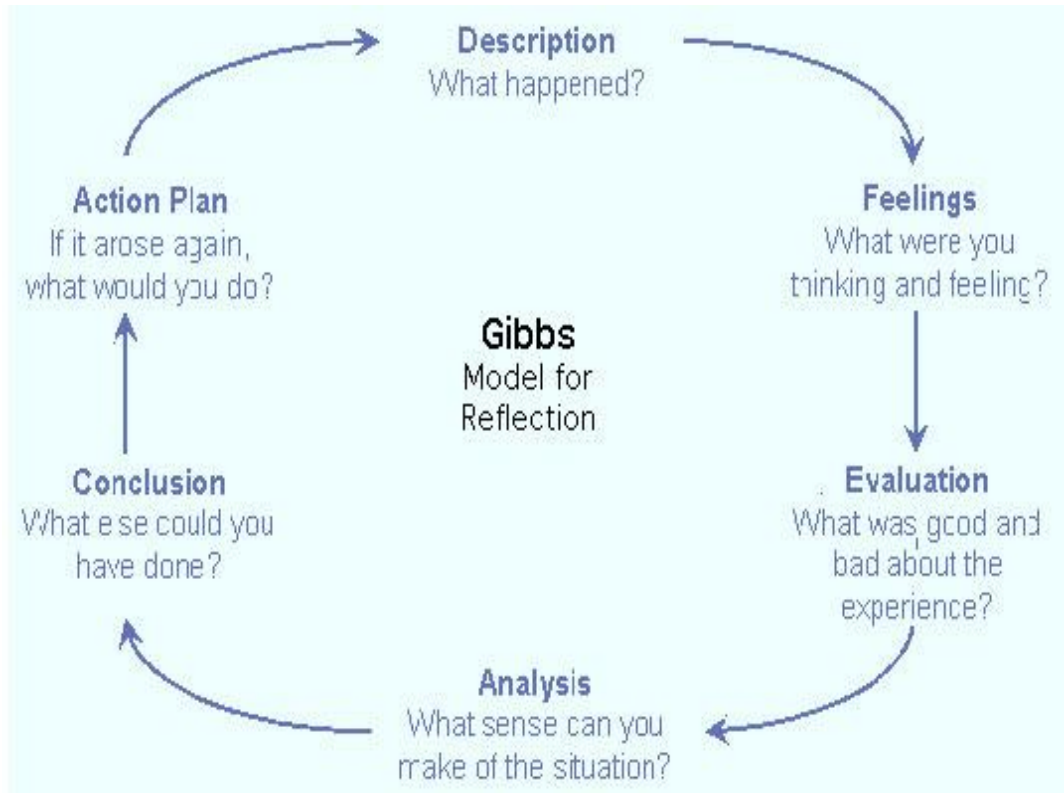 Description
What happened?
Feelings
What were you
thinking and feeling?
Evaluation
What was good and
bad about the
experience?
Analysis
What sense can you
make of the situation?
Conclusion
What else could you
have done?
Action Plan
If it arose again,
what would you do?
Gibbs
Model for
Reflection